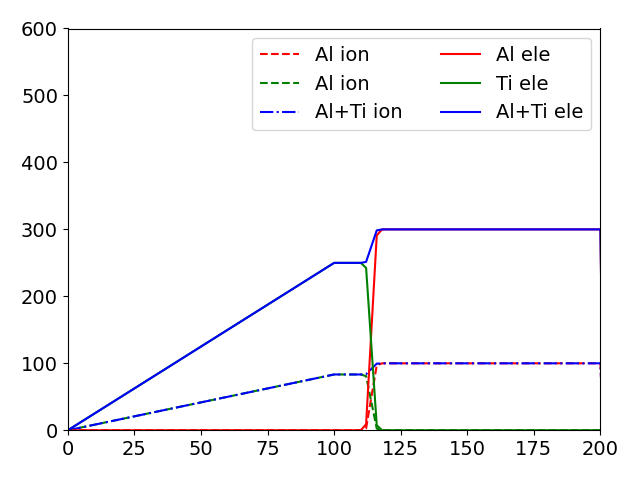 600
500
400
300
200
100
0
Al ion
Al ion
Al+Ti ion
Al ele
Ti ele
Al+Ti ele
0 25 50 75 100 125 150 175 200